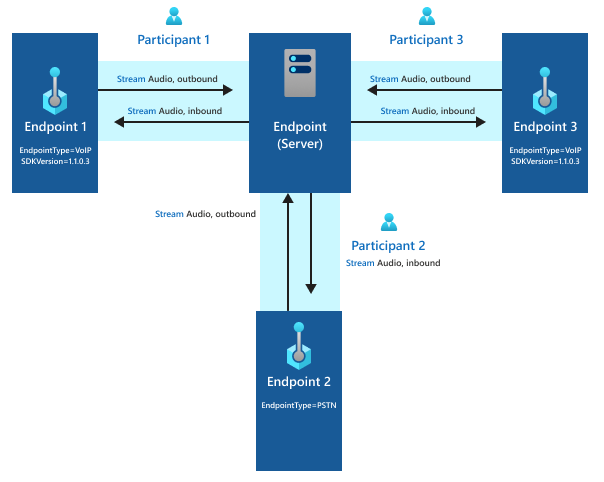 Participant 1
Participant 3
Stream Audio, outbound
Stream Audio, outbound
Stream Audio, inbound
Stream Audio, inbound
Endpoint 1
EndpointType=VoIP
SDKVersion=1.1.0.3
Endpoint
(Server)
Endpoint 3
EndpointType=VoIP
SDKVersion=1.1.0.3
Stream Audio, outbound
Participant 2
Stream Audio, inbound
Endpoint 2
EndpointType=PSTN